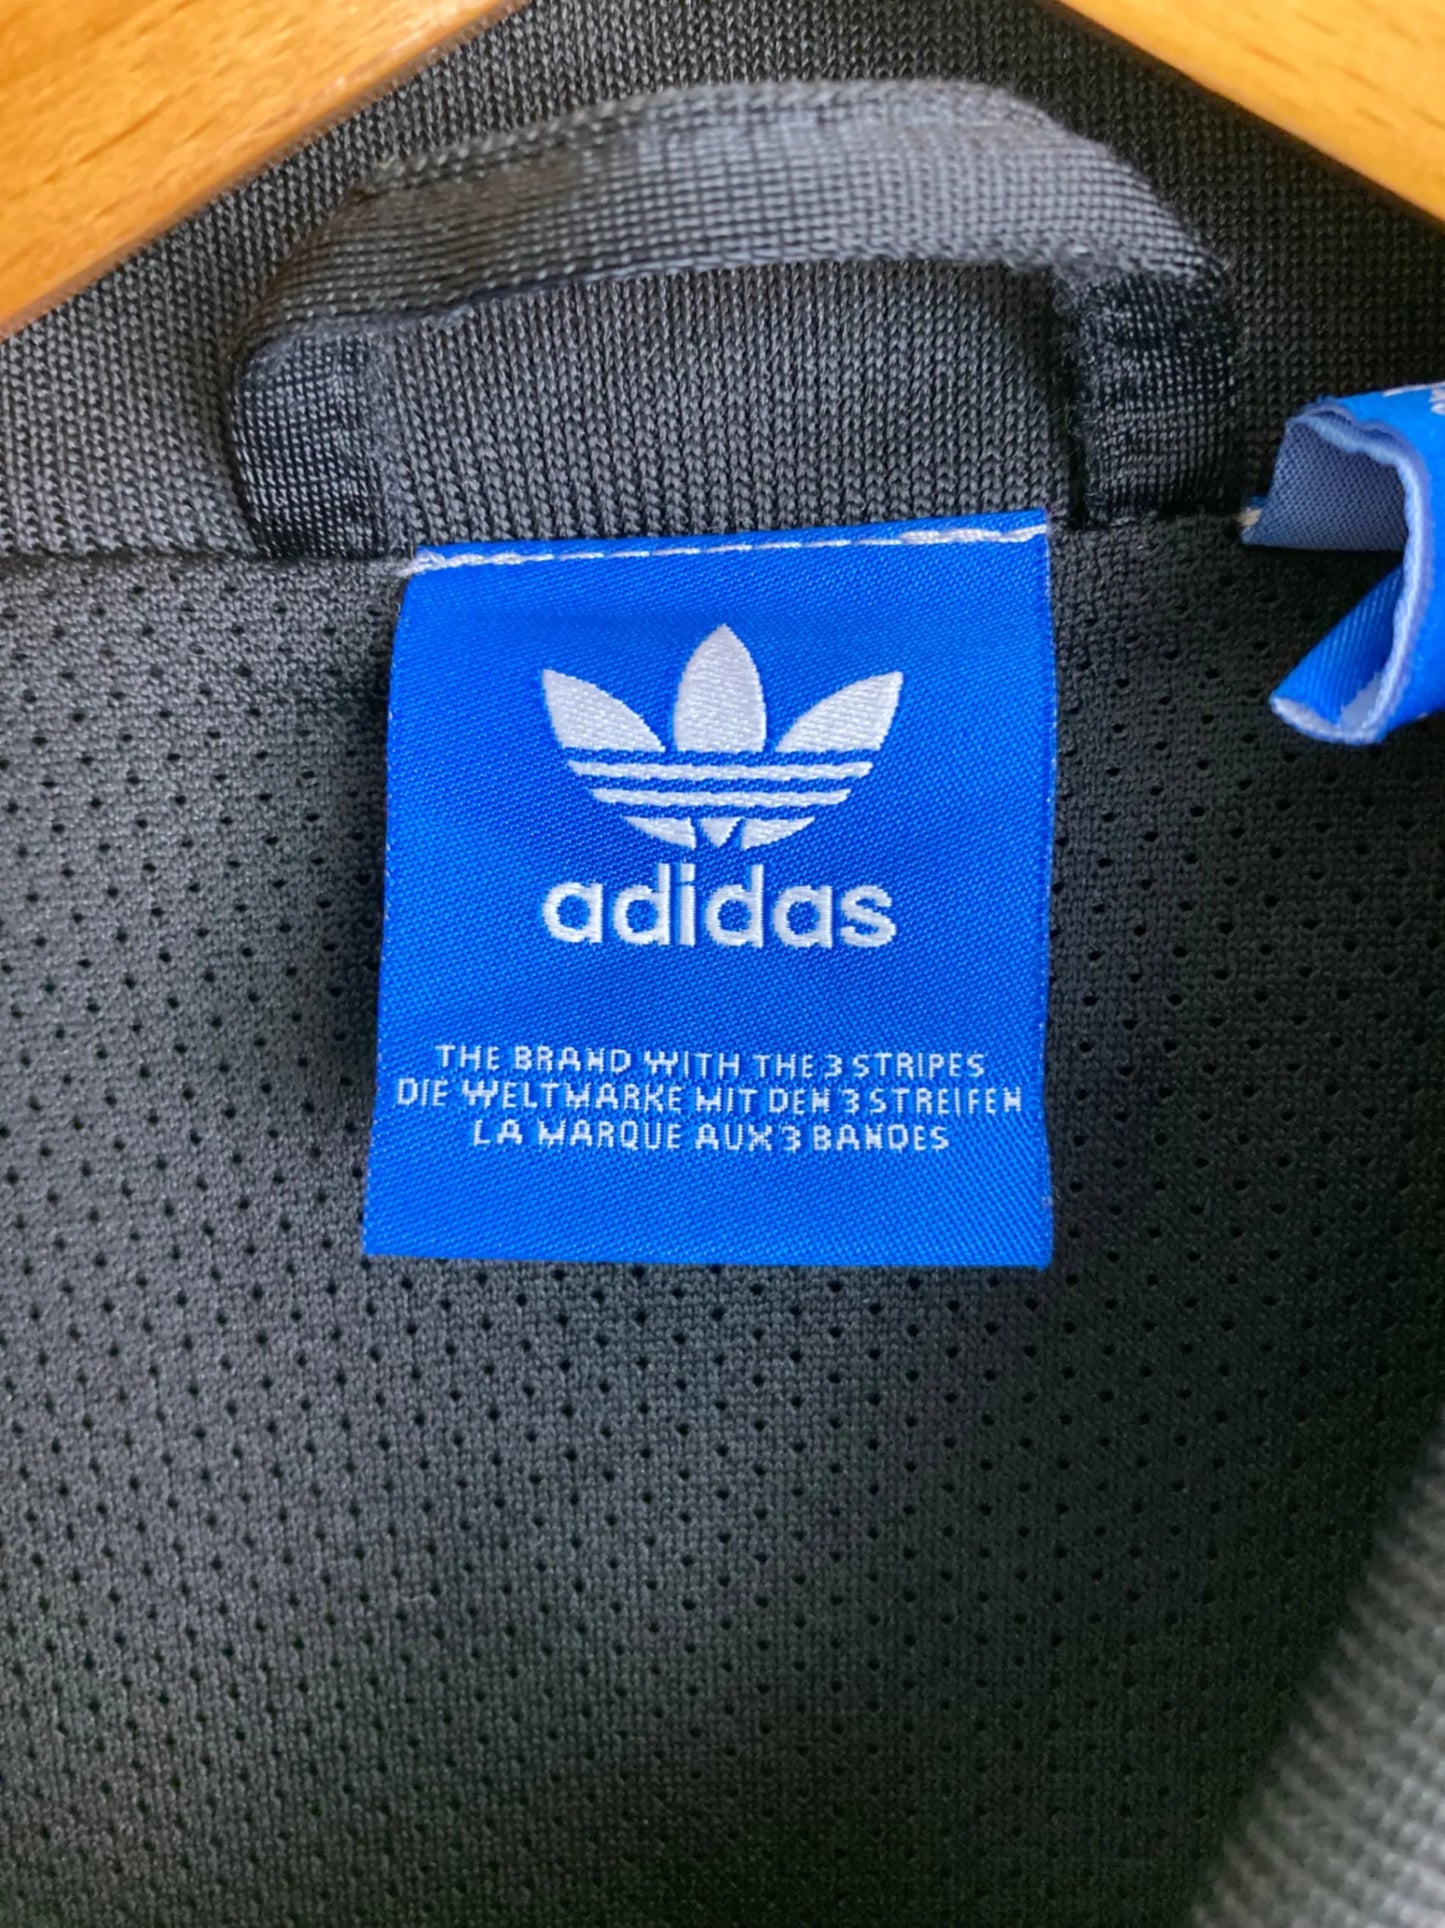 adidas
THE BRAND WITH THE 3 STRIPES
DIE WELTMARKE MIT DEN 3 STREIFEN
LA MARQUE AUX 3 BANDES